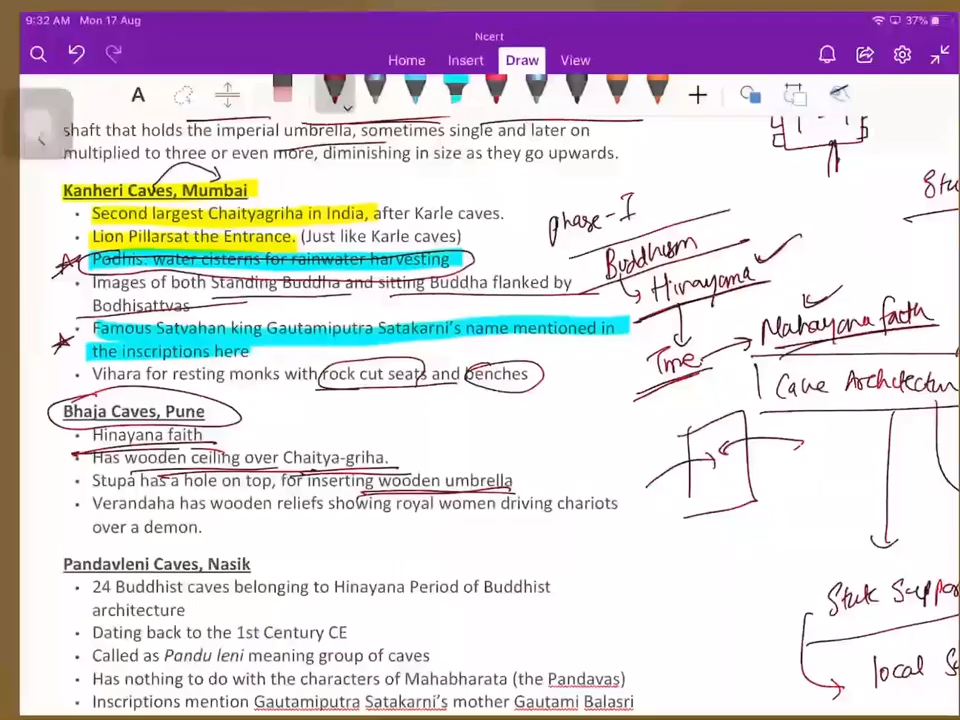 9:32 AM Mon 17 Aug
37%
Ncert
Home Insert Draw View
A
shaft that holds the imperial umbrella, sometimes single and later on
multiplied to three or even more, diminishing in size as they go upwards.
Kanheri Caves, Mumbai
Second largest Chaityagriha in India, after Karle caves.
Lion Pillarsat the Entrance. (Just like Karle caves)
Podhis: water cisterns for rainwater harvesting
Images of both Standing Buddha and sitting Buddha flanked by
Bodhisattvas
Famous Satvahan king Gautamiputra Satakarni's name mentioned in
the inscriptions here
Vihara for resting monks with rock cut seats and benches
Bhaja Caves, Pune
Hinayana faith
Has wooden ceiling over Chaitya-griha.
Stupa has a hole on top, for inserting wooden umbrella
Verandaha has wooden reliefs showing royal women driving chariots
over a demon.
Pandavleni Caves, Nasik
24 Buddhist caves belonging to Hinayana Period of Buddhist
architecture
Dating back to the 1st Century CE
Called as Pandu leni meaning group of caves
Has nothing to do with the characters of Mahabharata (the Pandavas)
Inscriptions mention Gautamiputra Satakarni's mother Gautami Balasri
phase-I
Buddhism
Hinayana
Time
Mahayana faith
Cave Architectur
State Suppor
local S